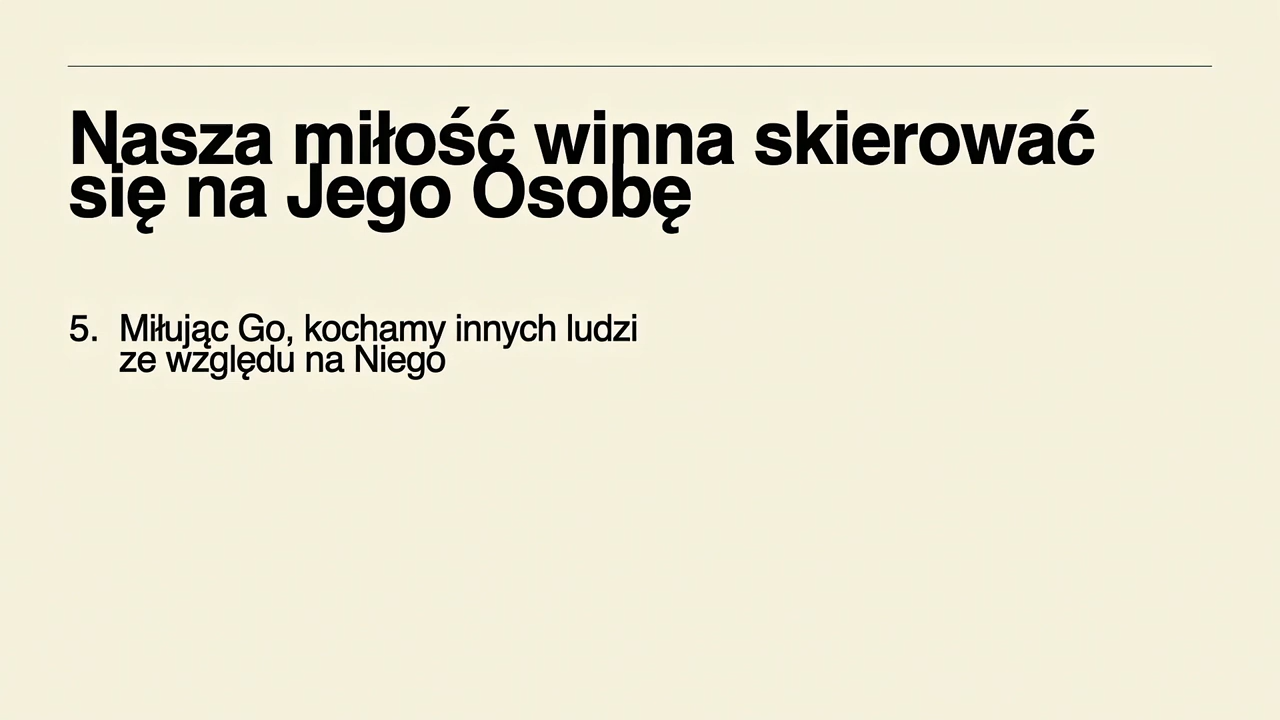 Nasza miłość winna skierować
się na Jego Osobę
5. Miłując Go, kochamy innych ludzi
ze względu na Niego